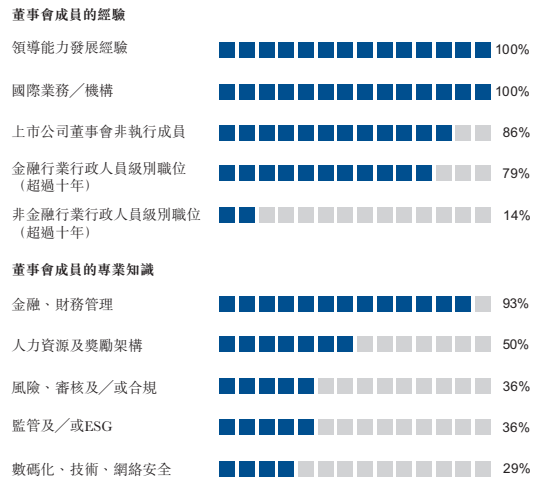 董事會成員的經驗
領導能力發展經驗 100%
國際業務╱機構 100%
上市公司董事會非執行成員 86%
金融行業行政人員級別職位 79%
（超過十年）
非金融行業行政人員級別職位 14%
（超過十年）
董事會成員的專業知識
金融、財務管理 93%
人力資源及獎勵架構 50%
風險、審核及╱或合規 36%
監管及╱或ESG 36%
數碼化、技術、網絡安全 29%